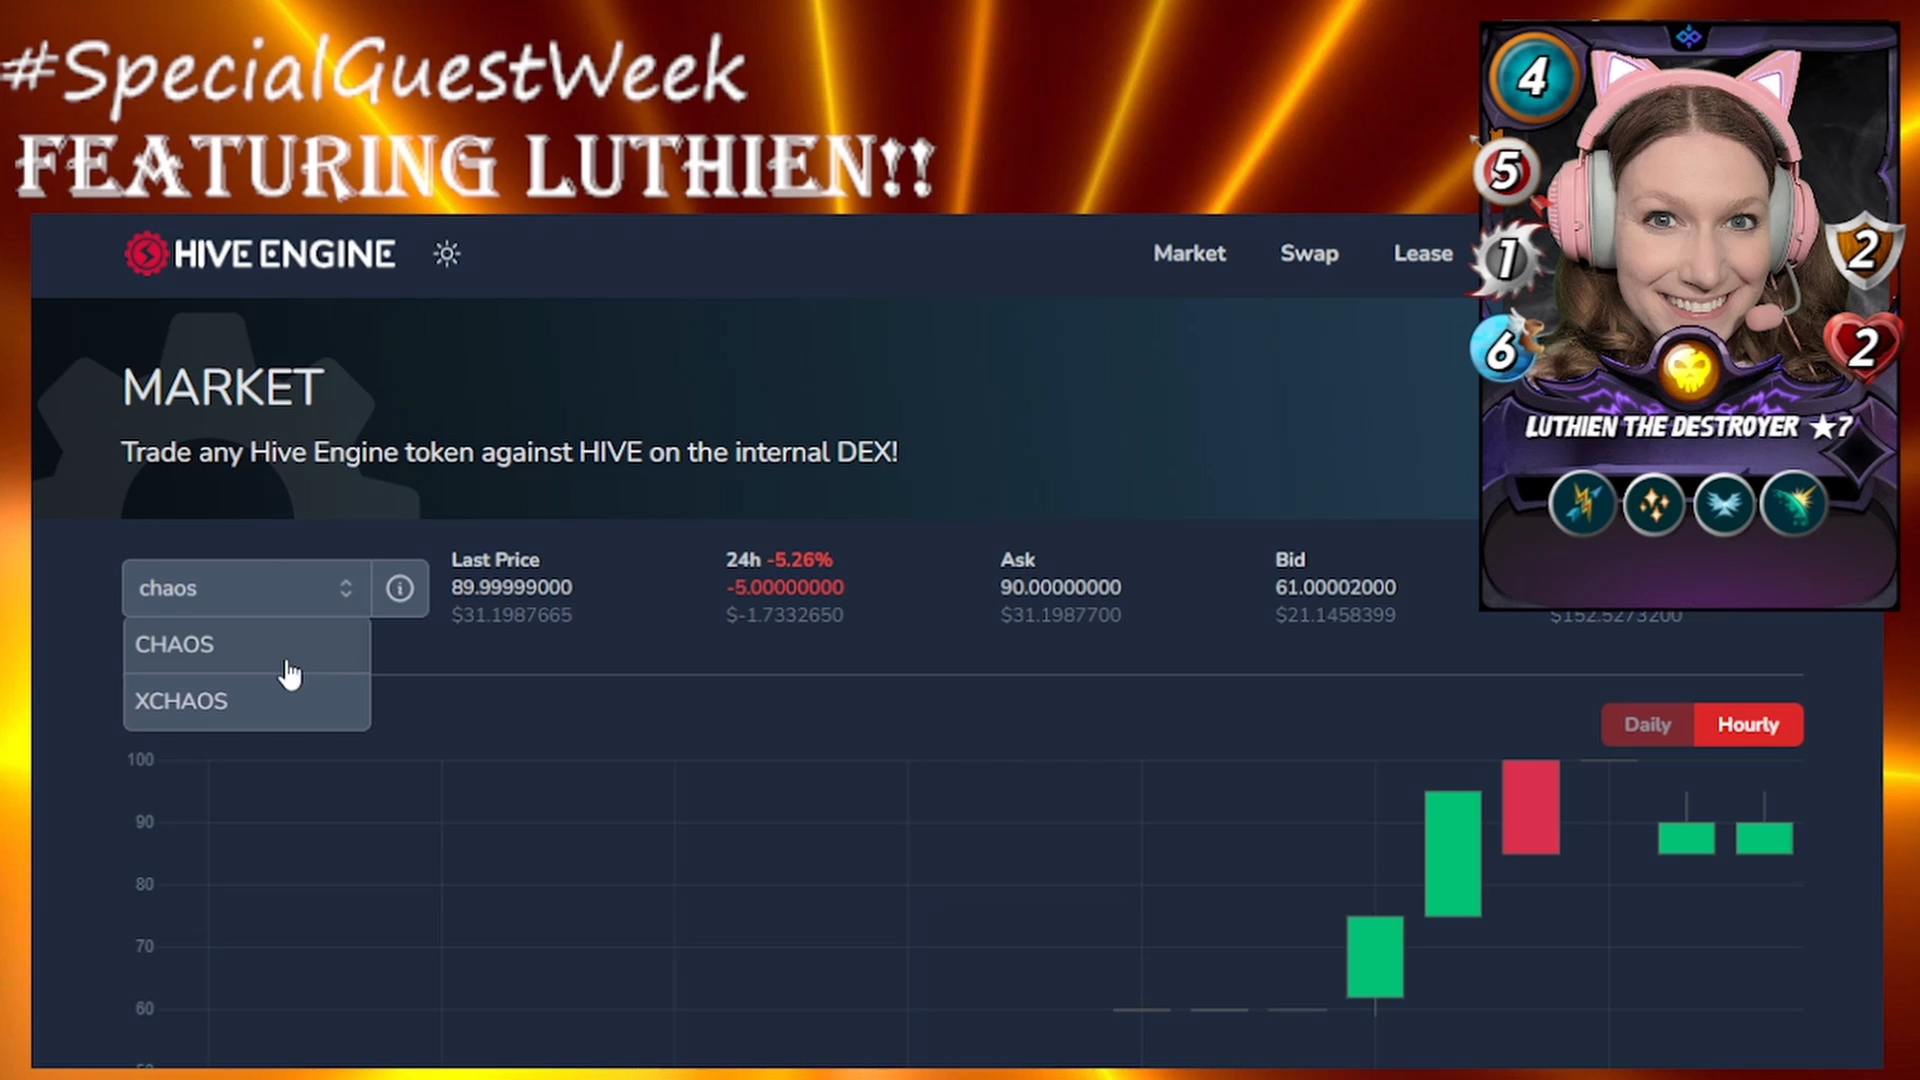 #SpecialGuestWeek
FEATURING LUTHIEN!!
HIVE ENGINE
Market Swap Lease
MARKET
Trade any Hive Engine token against HIVE on the internal DEX!
chaos
CHAOS
XCHAOS
Last Price
89.99999000
$31.1987665
24h -5.26%
-5.00000000
$-1.7332650
Ask
90.00000000
$31.1987700
Bid
61.00002000
$21.1458399
$152.5273200
Daily Hourly
100
90
80
70
60
4
5
1
6
2
2
LUTHIEN THE DESTROYER ★7